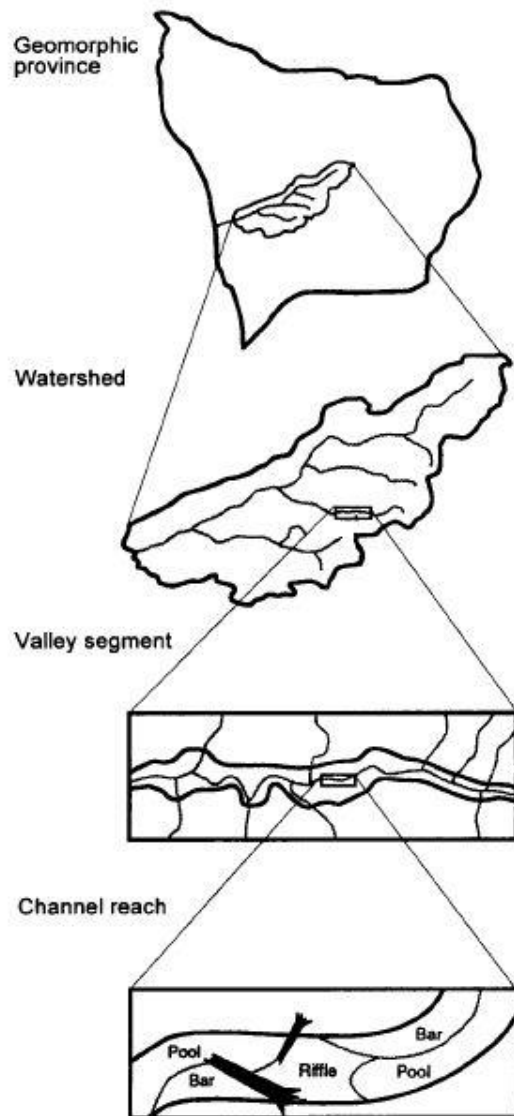 Geomorphic
province
Watershed
Valley segment
Channel reach
Pool
Bar
Riffle
Bar
Pool